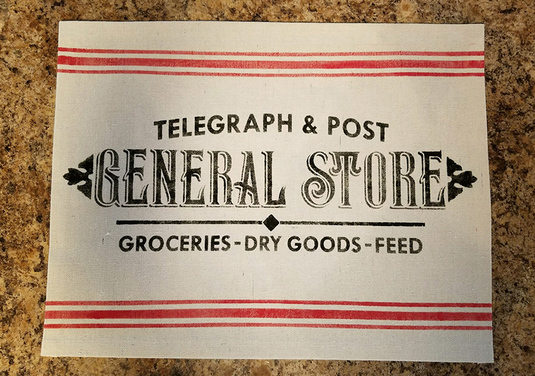 TELEGRAPH & POST
GENERAL STORE
GROCERIES-DRY GOODS-FEED